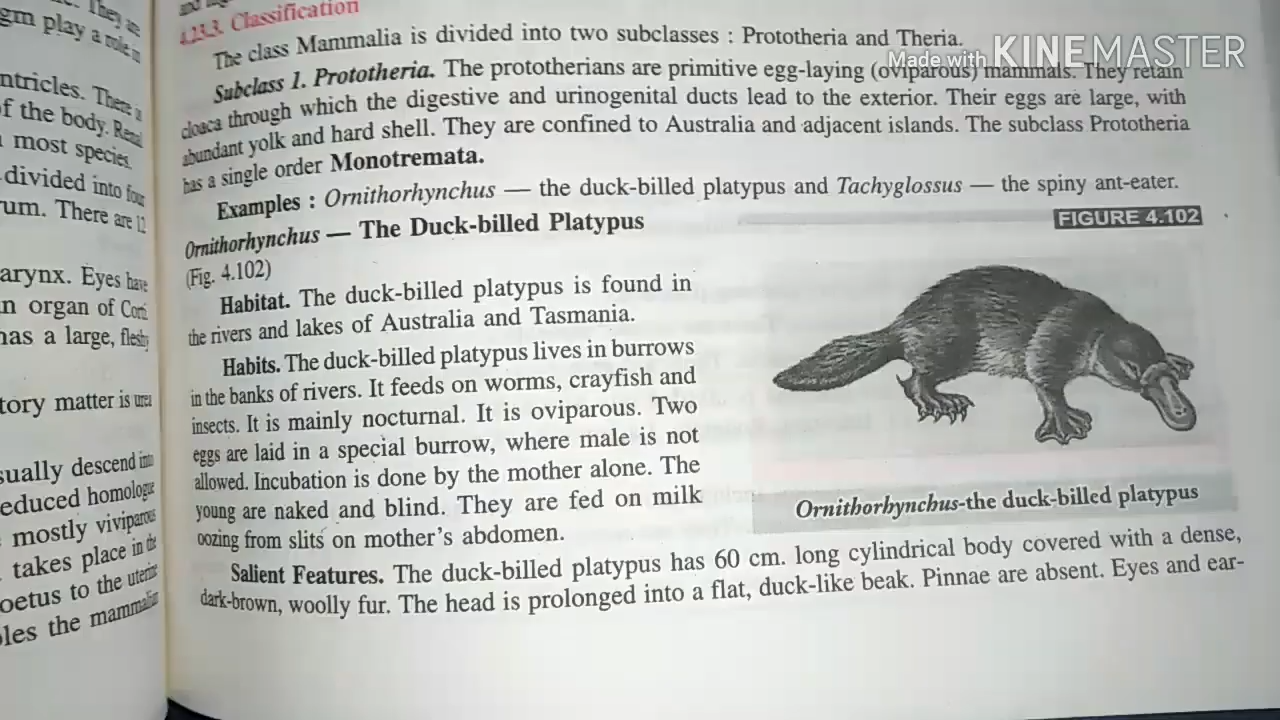 They are
gm play a role in
ntricles. There is
of the body. Renal
most species.
divided into four
um. There are 12
arynx. Eyes have
n organ of Corti
has a large, fleshy
tory matter is urea
sually descend into
educed homologue
mostly viviparous
takes place in the
oetus to the uterine
les the mammalian
4.23.3. Classification
The class Mammalia is divided into two subclasses : Prototheria and Theria.
Made with KINEMASTER
Subclass 1. Prototheria. The prototherians are primitive egg-laying (oviparous) mammals. They retain
cloaca through which the digestive and urinogenital ducts lead to the exterior. Their eggs are large, with
abundant yolk and hard shell. They are confined to Australia and adjacent islands. The subclass Prototheria
has a single order Monotremata.
Examples : Ornithorhynchus — the duck-billed platypus and Tachyglossus — the spiny ant-eater.
Ornithorhynchus — The Duck-billed Platypus
(Fig. 4.102)
Habitat. The duck-billed platypus is found in
the rivers and lakes of Australia and Tasmania.
Habits. The duck-billed platypus lives in burrows
in the banks of rivers. It feeds on worms, crayfish and
insects. It is mainly nocturnal. It is oviparous. Two
eggs are laid in a special burrow, where male is not
allowed. Incubation is done by the mother alone. The
young are naked and blind. They are fed on milk
oozing from slits on mother's abdomen.
FIGURE 4.102
Ornithorhynchus-the duck-billed platypus
Salient Features. The duck-billed platypus has 60 cm. long cylindrical body covered with a dense,
dark-brown, woolly fur. The head is prolonged into a flat, duck-like beak. Pinnae are absent. Eyes and ear-